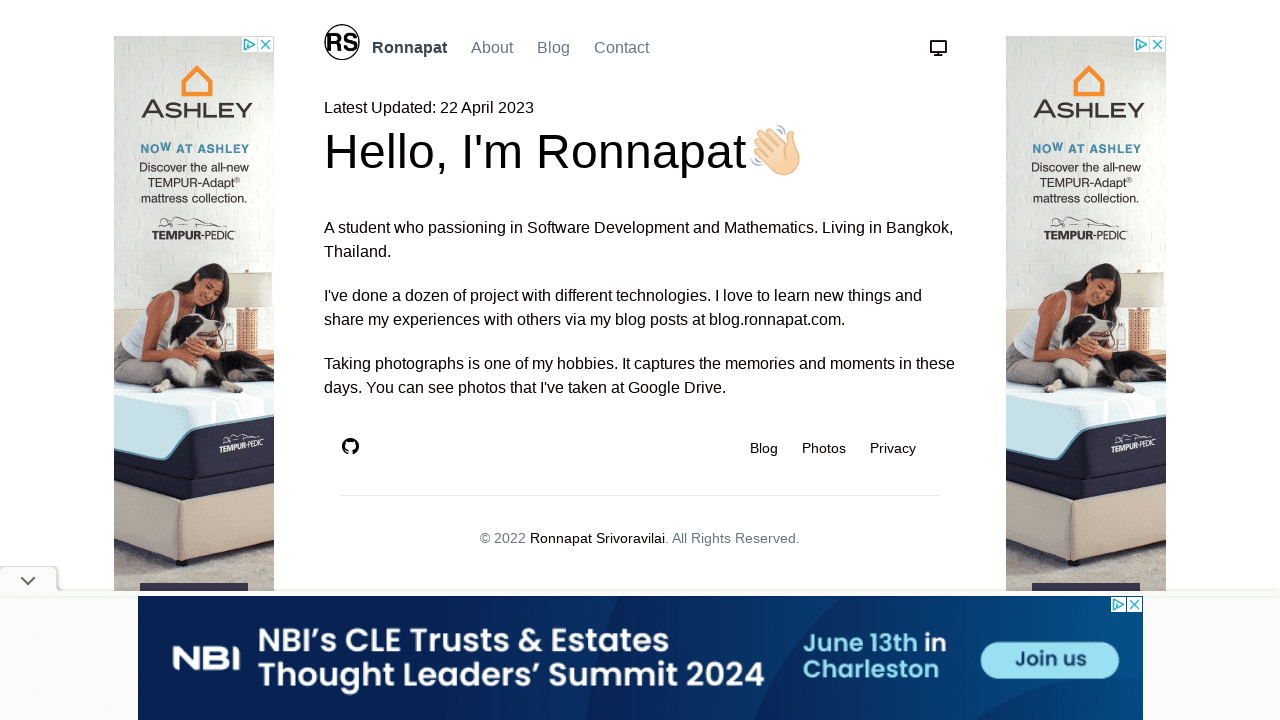 RS
Ronnapat
About
Blog
Contact
Latest Updated: 22 April 2023
Hello, I'm Ronnapat
A student who passioning in Software Development and Mathematics. Living in Bangkok,
Thailand.
I've done a dozen of project with different technologies. I love to learn new things and
share my experiences with others via my blog posts at blog.ronnapat.com.
Taking photographs is one of my hobbies. It captures the memories and moments in these
days. You can see photos that I've taken at Google Drive.
Blog
Photos
Privacy
© 2022 Ronnapat Srivoravilai. All Rights Reserved.
ASHLEY
NOW AT ASHLEY
Discover the all-new
TEMPUR-Adapt®
mattress collection.
TEMPUR-PEDIC
TEMPUR-PEDIC
ASHLEY
NOW AT ASHLEY
Discover the all-new
TEMPUR-Adapt®
mattress collection.
TEMPUR-PEDIC
TEMPUR-PEDIC
NBI
NBI's CLE Trusts & Estates
Thought Leaders' Summit 2024
June 13th in
Charleston
Join us